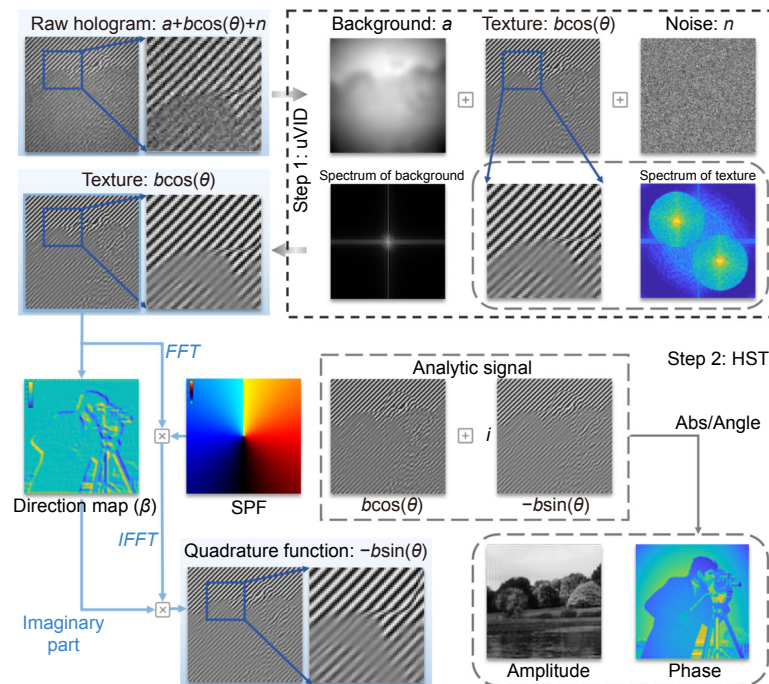 Raw hologram: a+bcos(θ)+n
Background: a
Texture: bcos(θ)
Noise: n
+
+
Step 1: uVID
Texture: bcos(θ)
Spectrum of background
Spectrum of texture
FFT
Step 2: HST
Analytic signal
×
+
i
Abs/Angle
Direction map (β)
SPF
bcos(θ)
−bsin(θ)
IFFT
Quadrature function: −bsin(θ)
×
Imaginary
part
Amplitude
Phase